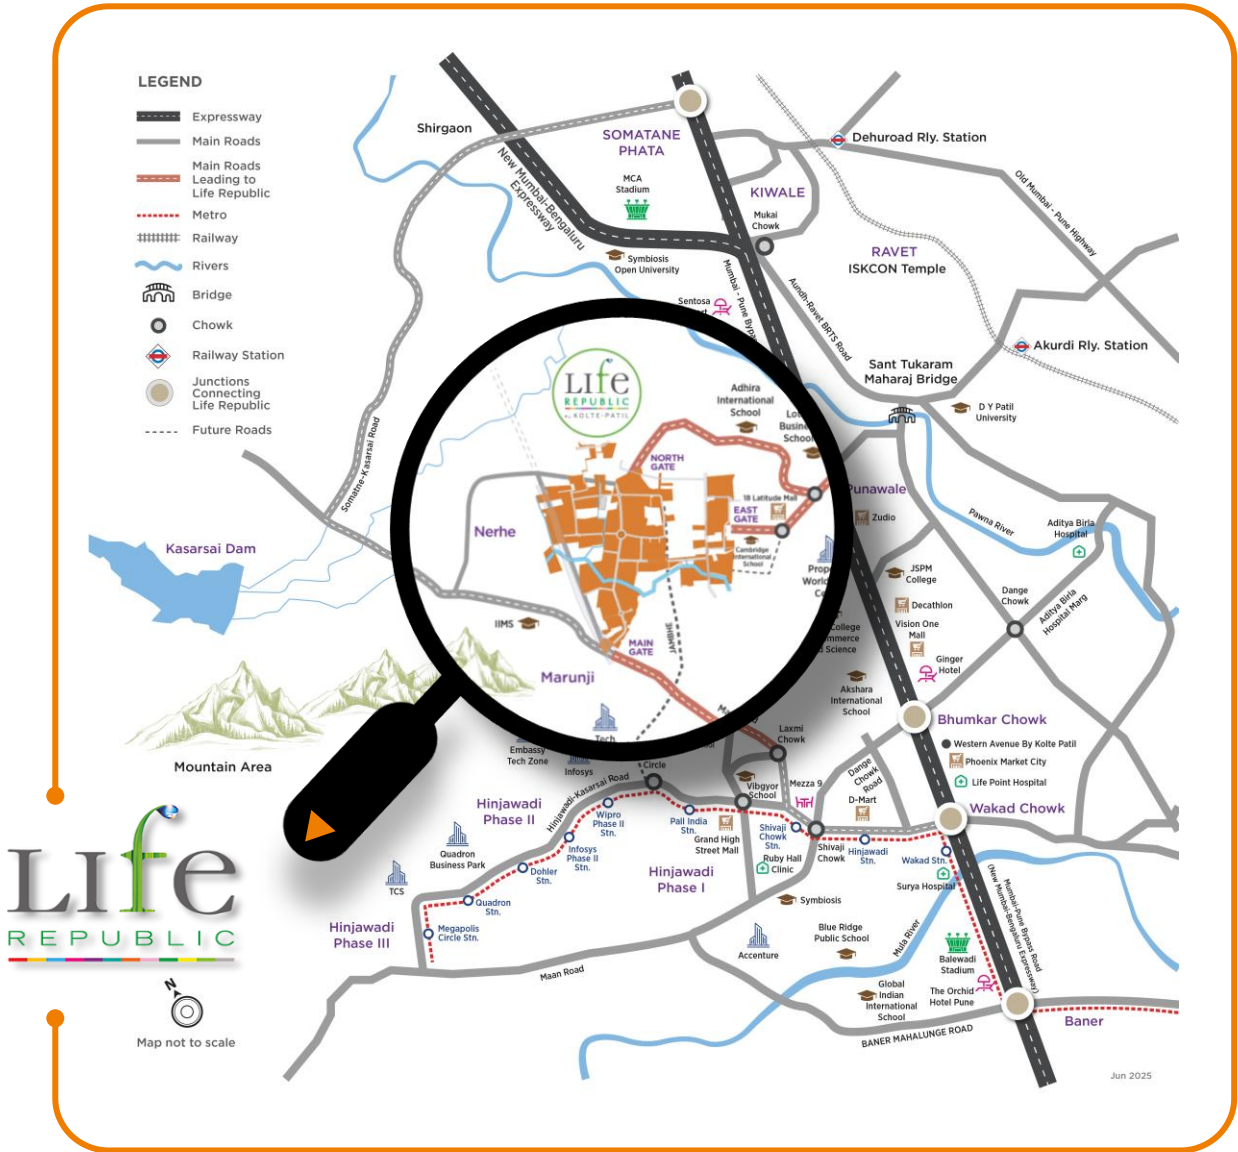 LEGEND
Expressway
Main Roads
Main Roads
Leading to
Life Republic
Metro
Railway
Rivers
Bridge
Chowk
Railway Station
Junctions
Connecting
Life Republic
Future Roads
Shirgaon
SOMATANE
PHATA
New Mumbai-Bengaluru
Expressway
MCA
Stadium
Dehuroad Rly. Station
KIWALE
Mukai
Chowk
Old Mumbai - Pune Highway
RAVET
ISKCON Temple
Symbiosis
Open University
Sentosa
Mumbai - Pune Bypass
Aundh-Ravet BRTS Road
Akurdi Rly. Station
Sant Tukaram
Maharaj Bridge
D Y Patil
University
LIfe
REPUBLIC
KOLTE-PATIL
Adhira
International
School
Business
School
NORTH
GATE
18 Latitude Mall
EAST
GATE
Cambridge
International
School
Nerhe
Somatne-Kasarsai Road
Kasarsai Dam
IIMS
MAIN
GATE
JAMBHE
Marunji
Punawale
Zudio
Pawna River
Aditya Birla
Hospital
JSPM
College
Decathlon
Vision One
Mall
Ginger
Hotel
Dange
Chowk
Aditya Birla
Hospital Marg
College
Akshara
International
School
Bhumkar Chowk
Western Avenue By Kolte Patil
Phoenix Market City
Life Point Hospital
Mountain Area
Embassy
Tech Zone
Tech
Infosys
Circle
Laxmi
Chowk
Vibgyor
School
Mezza 9
Dange
Chowk
Road
D-Mart
Wakad Chowk
Hinjawadi-Kasarsai Road
Hinjawadi
Phase II
Wipro
Phase II
Stn.
Pall India
Stn.
Grand High
Street Mall
Shivaji
Chowk
Stn.
Shivaji
Chowk
Hinjawadi
Stn.
Wakad Stn.
Surya Hospital
Infosys
Phase II
Stn.
Quadron
Business Park
Dohler
Stn.
TCS
Quadron
Stn.
Hinjawadi
Phase I
Ruby Hall
Clinic
Symbiosis
Hinjawadi
Phase III
Megapolis
Circle Stn.
Maan Road
Accenture
Blue Ridge
Public School
Mula River
Balewadi
Stadium
Mumbai-Pune Bypass Road
(New Mumbai-Bengaluru Expressway)
Global
Indian
International
School
The Orchid
Hotel Pune
BANER MAHALUNGE ROAD
Baner
LIfe
REPUBLIC
N
Map not to scale
Jun 2025